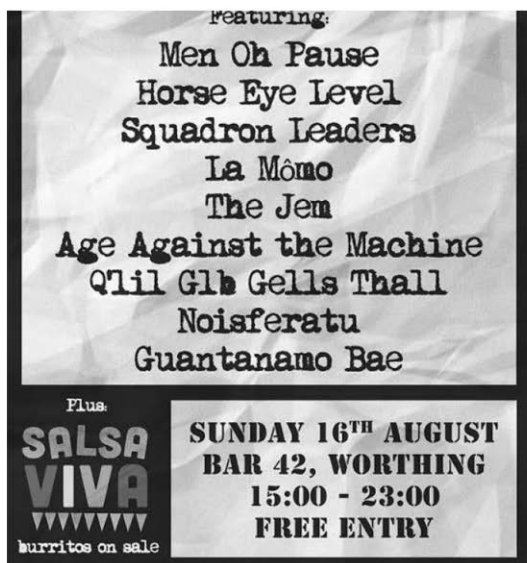 Featuring:
Men Oh Pause
Horse Eye Level
Squadron Leaders
La Mômo
The Jem
Age Against the Machine
Q'lil Glb Gells Thall
Noisferatu
Guantanamo Bae
Plus:
SALSA
VIVA
burritos on sale
SUNDAY 16TH AUGUST
BAR 42, WORTHING
15:00 - 23:00
FREE ENTRY